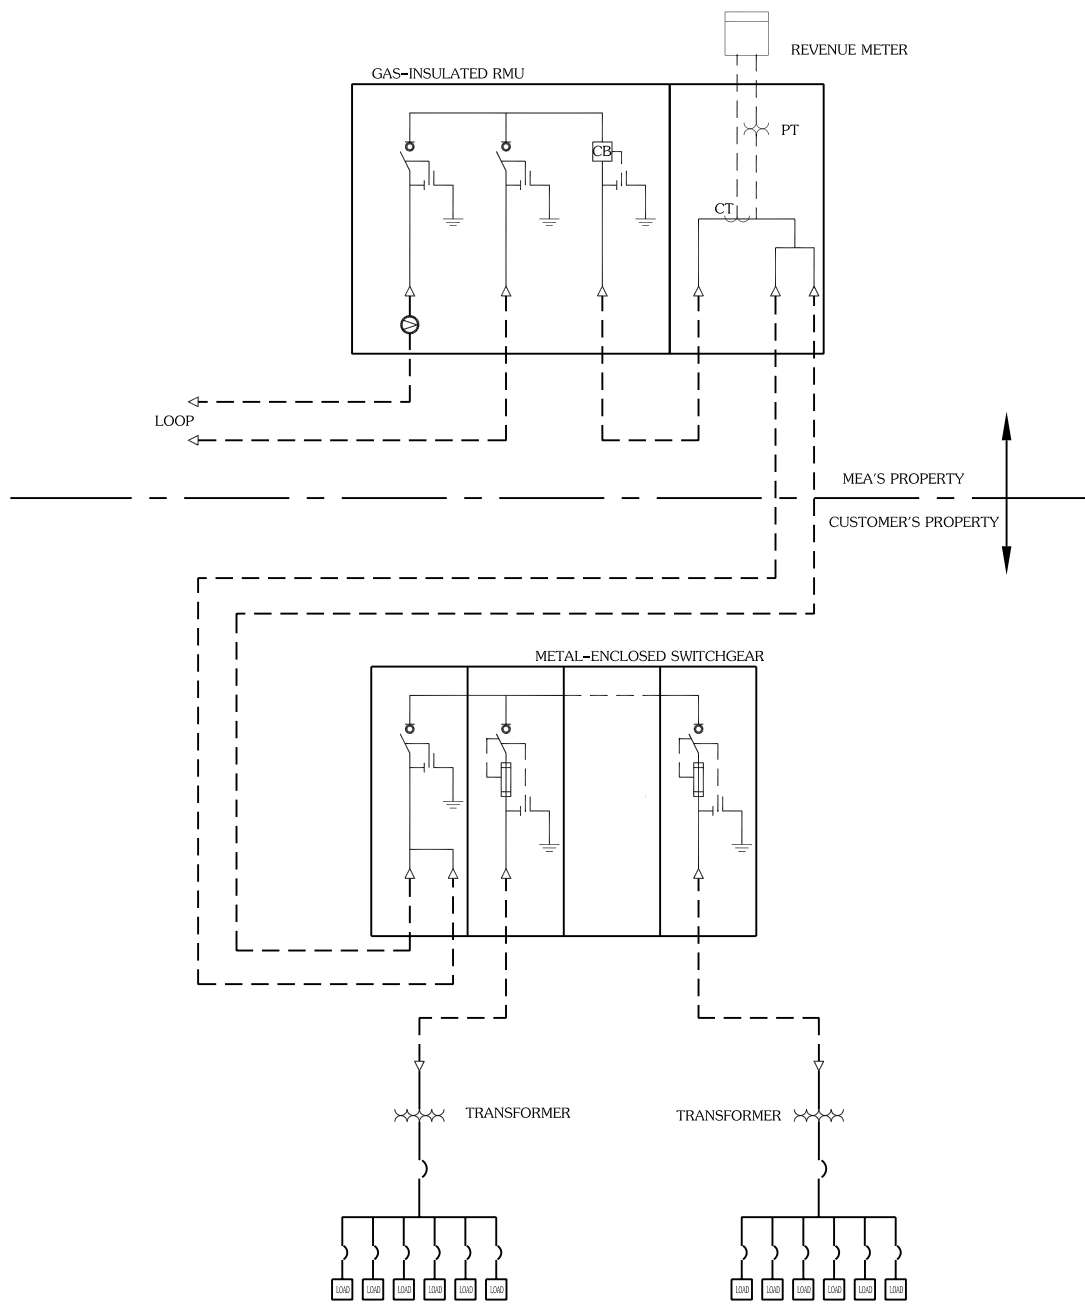 REVENUE METER
GAS-INSULATED RMU
PT
CB
CT
LOOP
MEA'S PROPERTY
CUSTOMER'S PROPERTY
METAL-ENCLOSED SWITCHGEAR
TRANSFORMER
TRANSFORMER
LOAD LOAD LOAD LOAD LOAD LOAD
LOAD LOAD LOAD LOAD LOAD LOAD